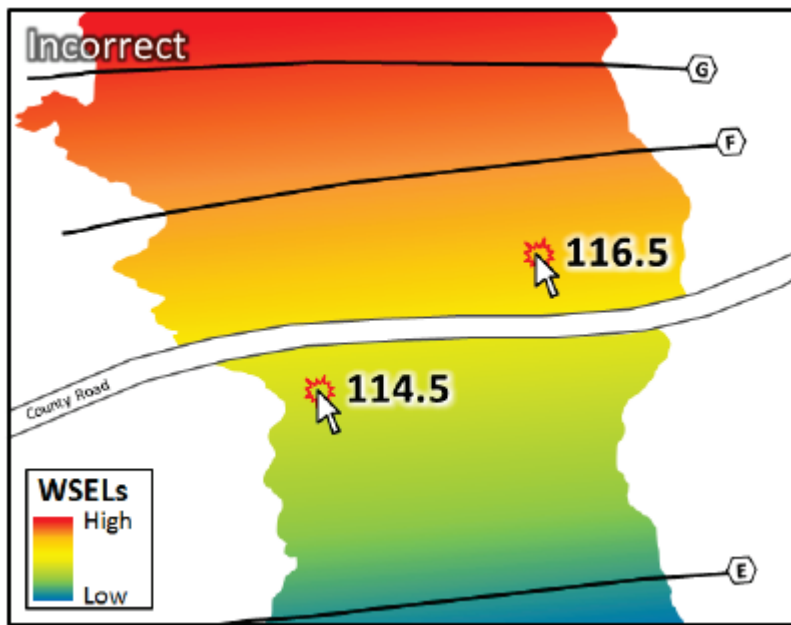 Incorrect
G
F
116.5
County Road
114.5
WSELs
High
Low
E